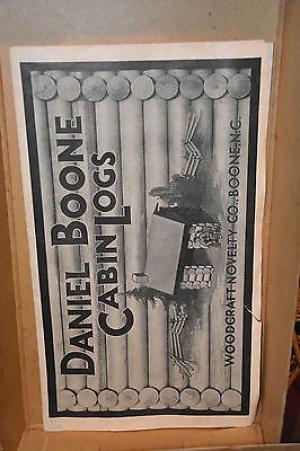 DANIEL BOONE
CABIN LOGS
WOODCRAFT NOVELTY CO., BOONE, N.C.